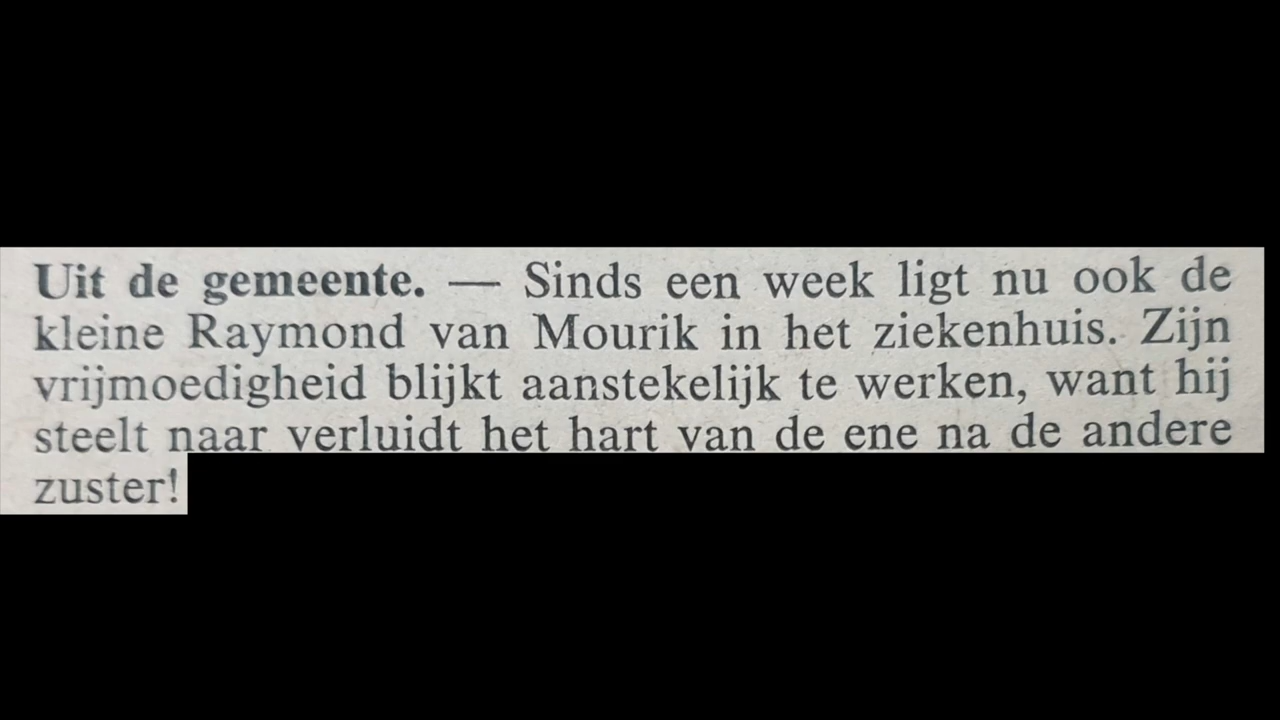 Uit de gemeente. — Sinds een week ligt nu ook de
kleine Raymond van Mourik in het ziekenhuis. Zijn
vrijmoedigheid blijkt aanstekelijk te werken, want hij
steelt naar verluidt het hart van de ene na de andere
zuster!